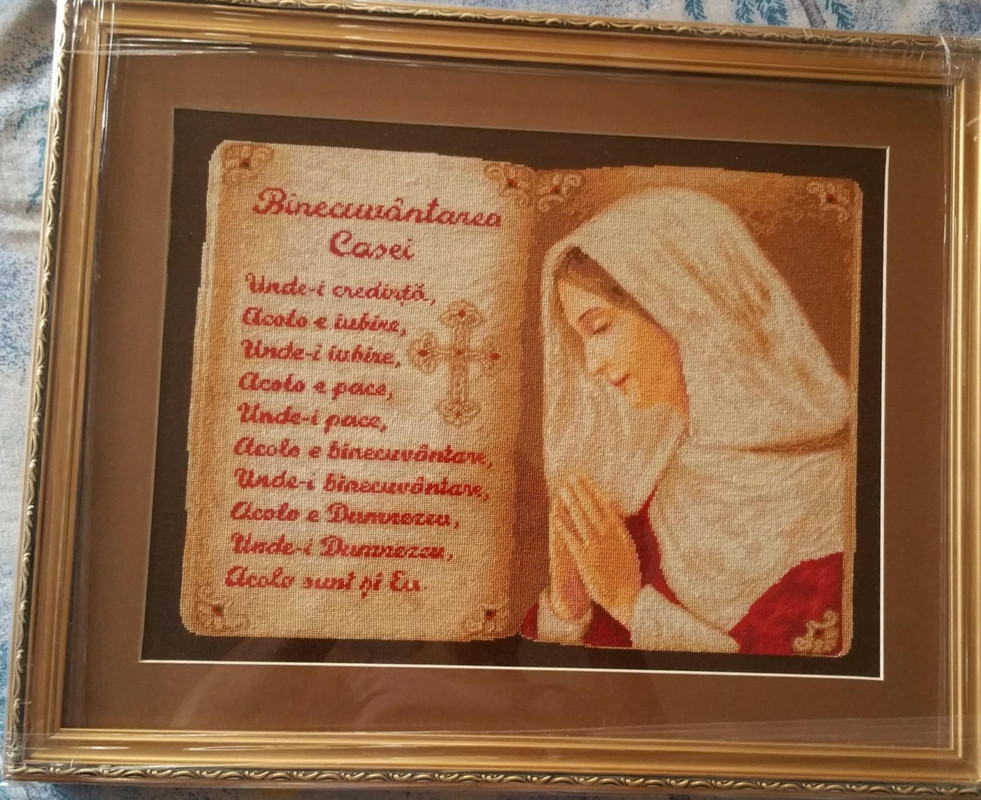 Binecuvântarea
Casei
Unde-i credință,
Acolo e iubire,
Unde-i iubire,
Acolo e pace,
Unde-i pace,
Acolo e binecuvântare,
Unde-i binecuvântare,
Acolo e Dumnezeu,
Unde-i Dumnezeu,
Acolo sunt și Eu.